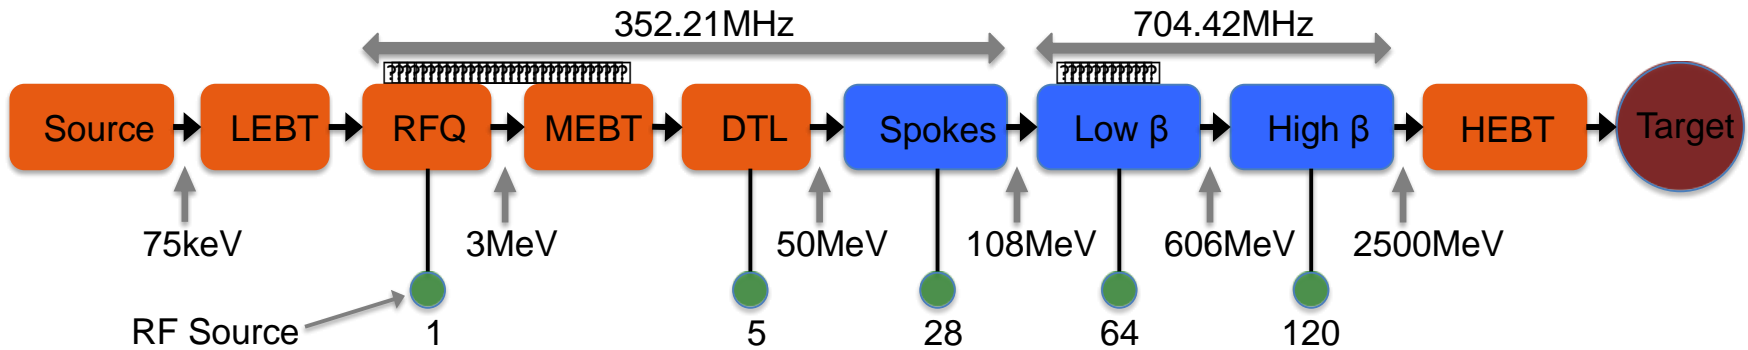 352.21MHz 704.42MHz
????????????????????????????? ????????????
Source LEBT RFQ MEBT DTL Spokes Low β High β HEBT Target
75keV 3MeV 50MeV 108MeV 606MeV 2500MeV
RF Source 1 5 28 64 120